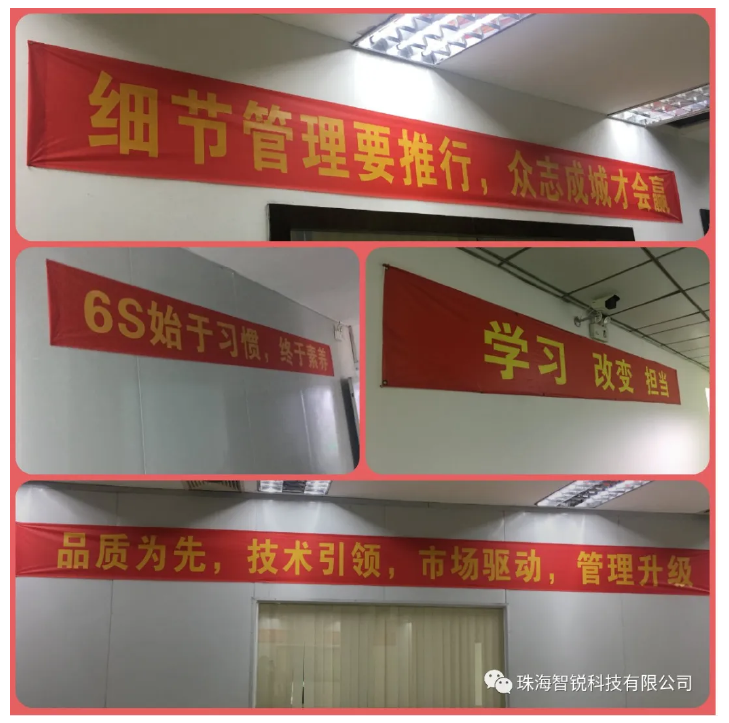 细节管理要推行，众志成城才会赢
6S始于习惯，终于素养
学习 改变 担当
品质为先，技术引领，市场驱动，管理升级
珠海智锐科技有限公司